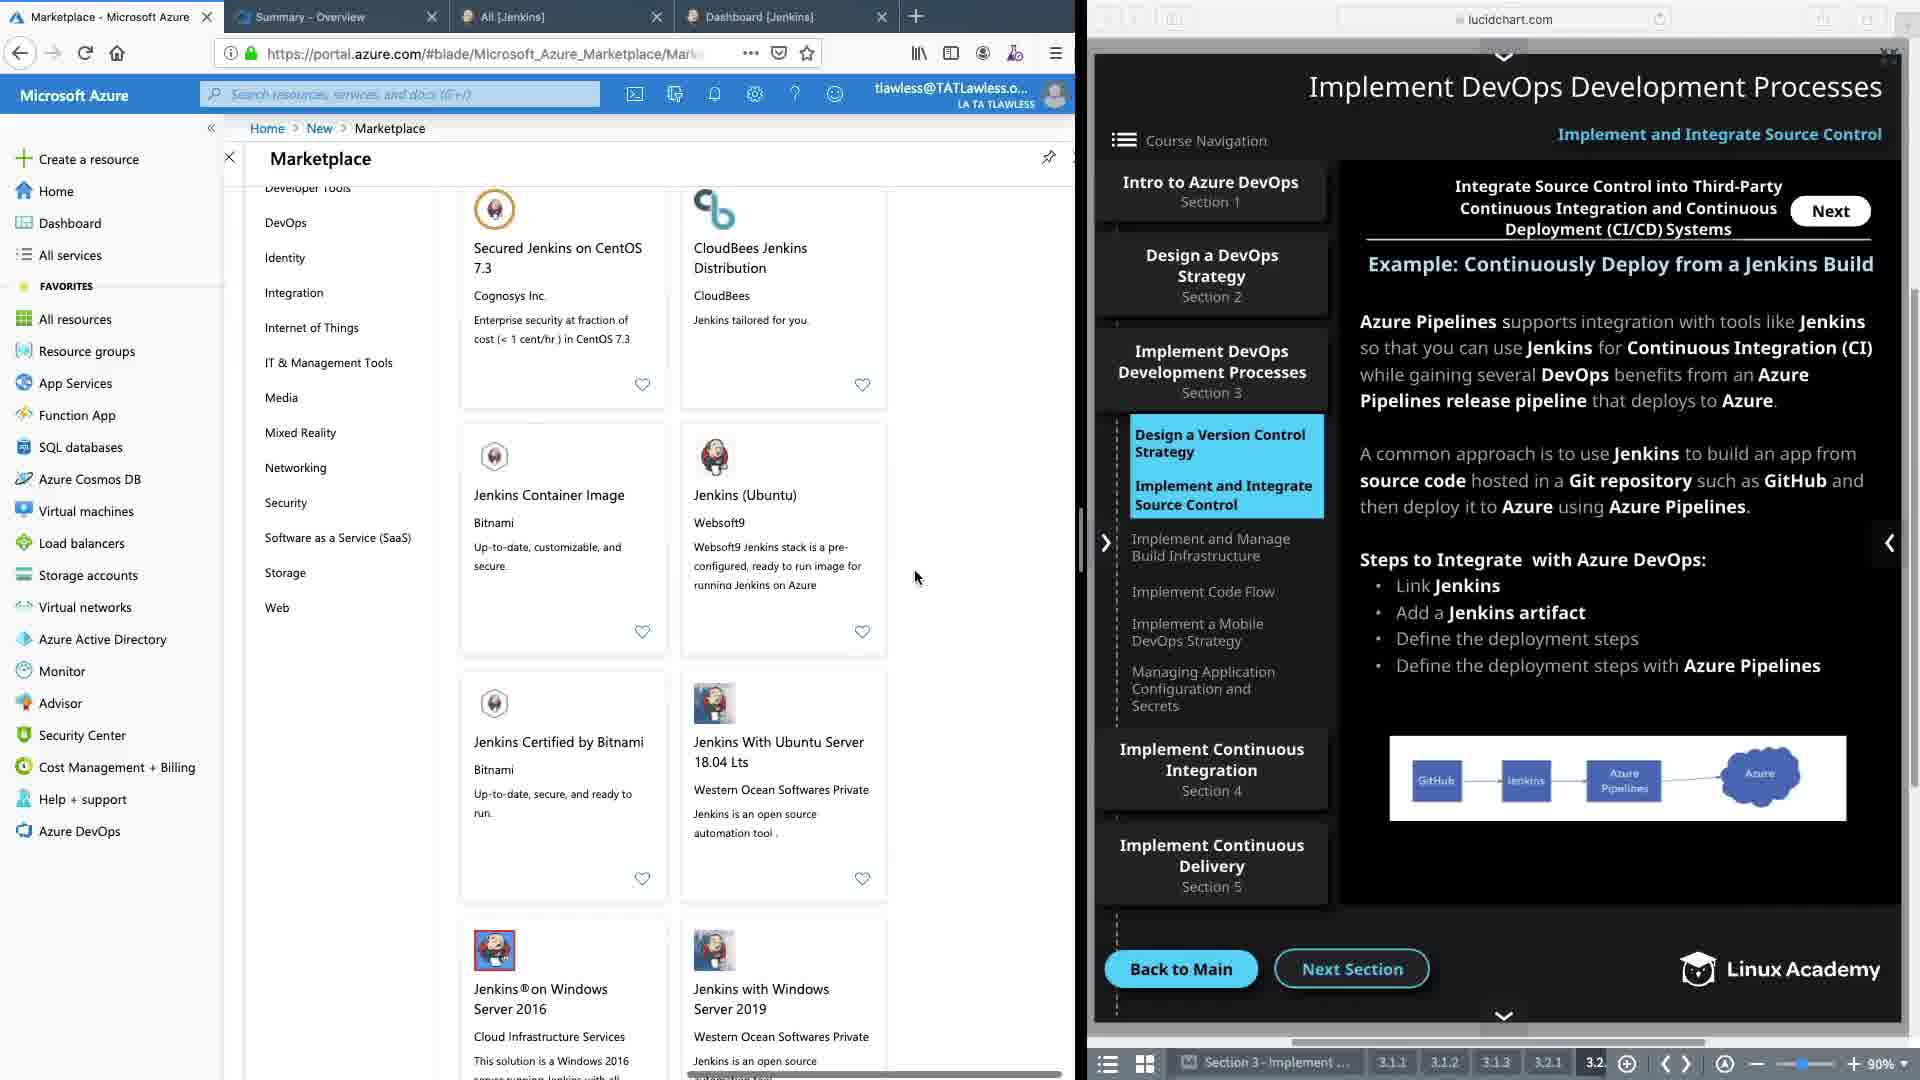 Marketplace - Microsoft Azure
Summary - Overview
All [Jenkins]
Dashboard [Jenkins]
https://portal.azure.com/#blade/Microsoft_Azure_Marketplace/Mark
Microsoft Azure
Search resources, services, and docs (G+/)
tlawless@TATLawless.o...
LA TA TLAWLESS
Home > New > Marketplace
Marketplace
Create a resource
Home
Dashboard
All services
FAVORITES
All resources
Resource groups
App Services
Function App
SQL databases
Azure Cosmos DB
Virtual machines
Load balancers
Storage accounts
Virtual networks
Azure Active Directory
Monitor
Advisor
Security Center
Cost Management + Billing
Help + support
Azure DevOps
Developer Tools
DevOps
Identity
Integration
Internet of Things
IT & Management Tools
Media
Mixed Reality
Networking
Security
Software as a Service (SaaS)
Storage
Web
Secured Jenkins on CentOS
7.3
Cognosys Inc.
Enterprise security at fraction of
cost (< 1 cent/hr ) in CentOS 7.3
CloudBees Jenkins
Distribution
CloudBees
Jenkins tailored for you.
Jenkins Container Image
Bitnami
Up-to-date, customizable, and
secure.
Jenkins (Ubuntu)
Websoft9
Websoft9 Jenkins stack is a pre-
configured, ready to run image for
running Jenkins on Azure
Jenkins Certified by Bitnami
Bitnami
Up-to-date, secure, and ready to
run.
Jenkins With Ubuntu Server
18.04 Lts
Western Ocean Softwares Private
Jenkins is an open source
automation tool .
Jenkins®on Windows
Server 2016
Cloud Infrastructure Services
This solution is a Windows 2016
server running Jenkins with all
Jenkins with Windows
Server 2019
Western Ocean Softwares Private
Jenkins is an open source
lucidchart.com
Implement DevOps Development Processes
Implement and Integrate Source Control
Course Navigation
Intro to Azure DevOps
Section 1
Design a DevOps
Strategy
Section 2
Implement DevOps
Development Processes
Section 3
Design a Version Control
Strategy
Implement and Integrate
Source Control
Implement and Manage
Build Infrastructure
Implement Code Flow
Implement a Mobile
DevOps Strategy
Managing Application
Configuration and
Secrets
Implement Continuous
Integration
Section 4
Implement Continuous
Delivery
Section 5
Back to Main
Next Section
Integrate Source Control into Third-Party
Continuous Integration and Continuous
Deployment (CI/CD) Systems
Next
Example: Continuously Deploy from a Jenkins Build
Azure Pipelines supports integration with tools like Jenkins
so that you can use Jenkins for Continuous Integration (CI)
while gaining several DevOps benefits from an Azure
Pipelines release pipeline that deploys to Azure.
A common approach is to use Jenkins to build an app from
source code hosted in a Git repository such as GitHub and
then deploy it to Azure using Azure Pipelines.
Steps to Integrate with Azure DevOps:
• Link Jenkins
• Add a Jenkins artifact
• Define the deployment steps
• Define the deployment steps with Azure Pipelines
GitHub
Jenkins
Azure
Pipelines
Azure
Linux Academy
Section 3 - Implement ...
3.1.1
3.1.2
3.1.3
3.2.1
3.2.
90%